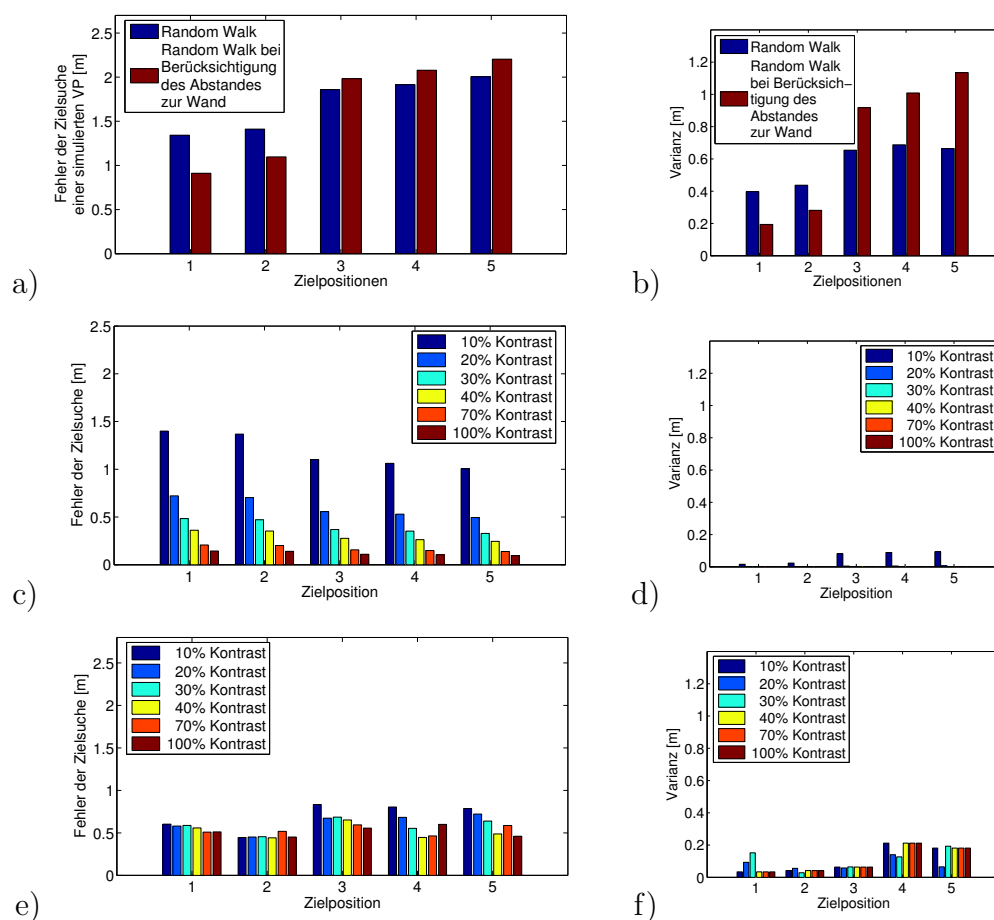 2.5
2
1.5
1
0.5
0
Fehler der Zielsuche
einer simulierten VP [m]
Random Walk
Random Walk bei
Berücksichtigung
des Abstandes
zur Wand
1 2 3 4 5
Zielpositionen
a)
1.2
1
0.8
0.6
0.4
0.2
0
Varianz [m]
Random Walk
Random Walk
bei Berücksich-
tigung des
Abstandes
zur Wand
1 2 3 4 5
Zielpositionen
b)
2.5
2
1.5
1
0.5
0
Fehler der Zielsuche [m]
10% Kontrast
20% Kontrast
30% Kontrast
40% Kontrast
70% Kontrast
100% Kontrast
1 2 3 4 5
Zielposition
c)
1.2
1
0.8
0.6
0.4
0.2
0
Varianz [m]
10% Kontrast
20% Kontrast
30% Kontrast
40% Kontrast
70% Kontrast
100% Kontrast
1 2 3 4 5
Zielposition
d)
2.5
2
1.5
1
0.5
0
Fehler der Zielsuche [m]
10% Kontrast
20% Kontrast
30% Kontrast
40% Kontrast
70% Kontrast
100% Kontrast
1 2 3 4 5
Zielposition
e)
1.2
1
0.8
0.6
0.4
0.2
0
Varianz [m]
10% Kontrast
20% Kontrast
30% Kontrast
40% Kontrast
70% Kontrast
100% Kontrast
1 2 3 4 5
Zielposition
f)